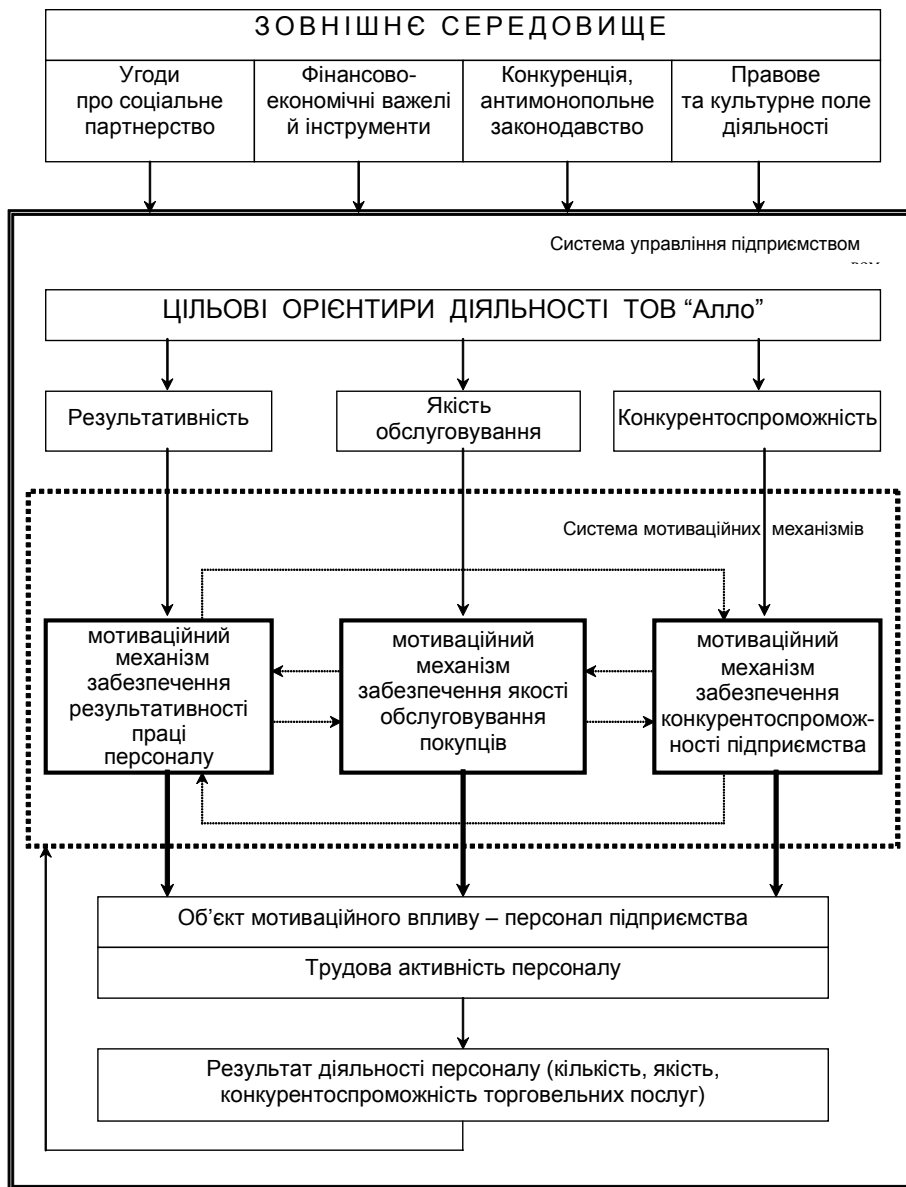 ЗОВНІШНЄ СЕРЕДОВИЩЕ
Угоди
про соціальне
партнерство
Фінансово-
економічні важелі
й інструменти
Конкуренція,
антимонопольне
законодавство
Правове
та культурне поле
діяльності
Система управління підприємством
ЦІЛЬОВІ ОРІЄНТИРИ ДІЯЛЬНОСТІ ТОВ “Алло”
Результативність
Якість
обслуговування
Конкурентоспроможність
Система мотиваційних механізмів
мотиваційний
механізм
забезпечення
результативності
праці
персоналу
мотиваційний
механізм
забезпечення якості
обслуговування
покупців
мотиваційний
механізм
забезпечення
конкурентоспромож-
ності підприємства
Об’єкт мотиваційного впливу – персонал підприємства
Трудова активність персоналу
Результат діяльності персоналу (кількість, якість,
конкурентоспроможність торговельних послуг)